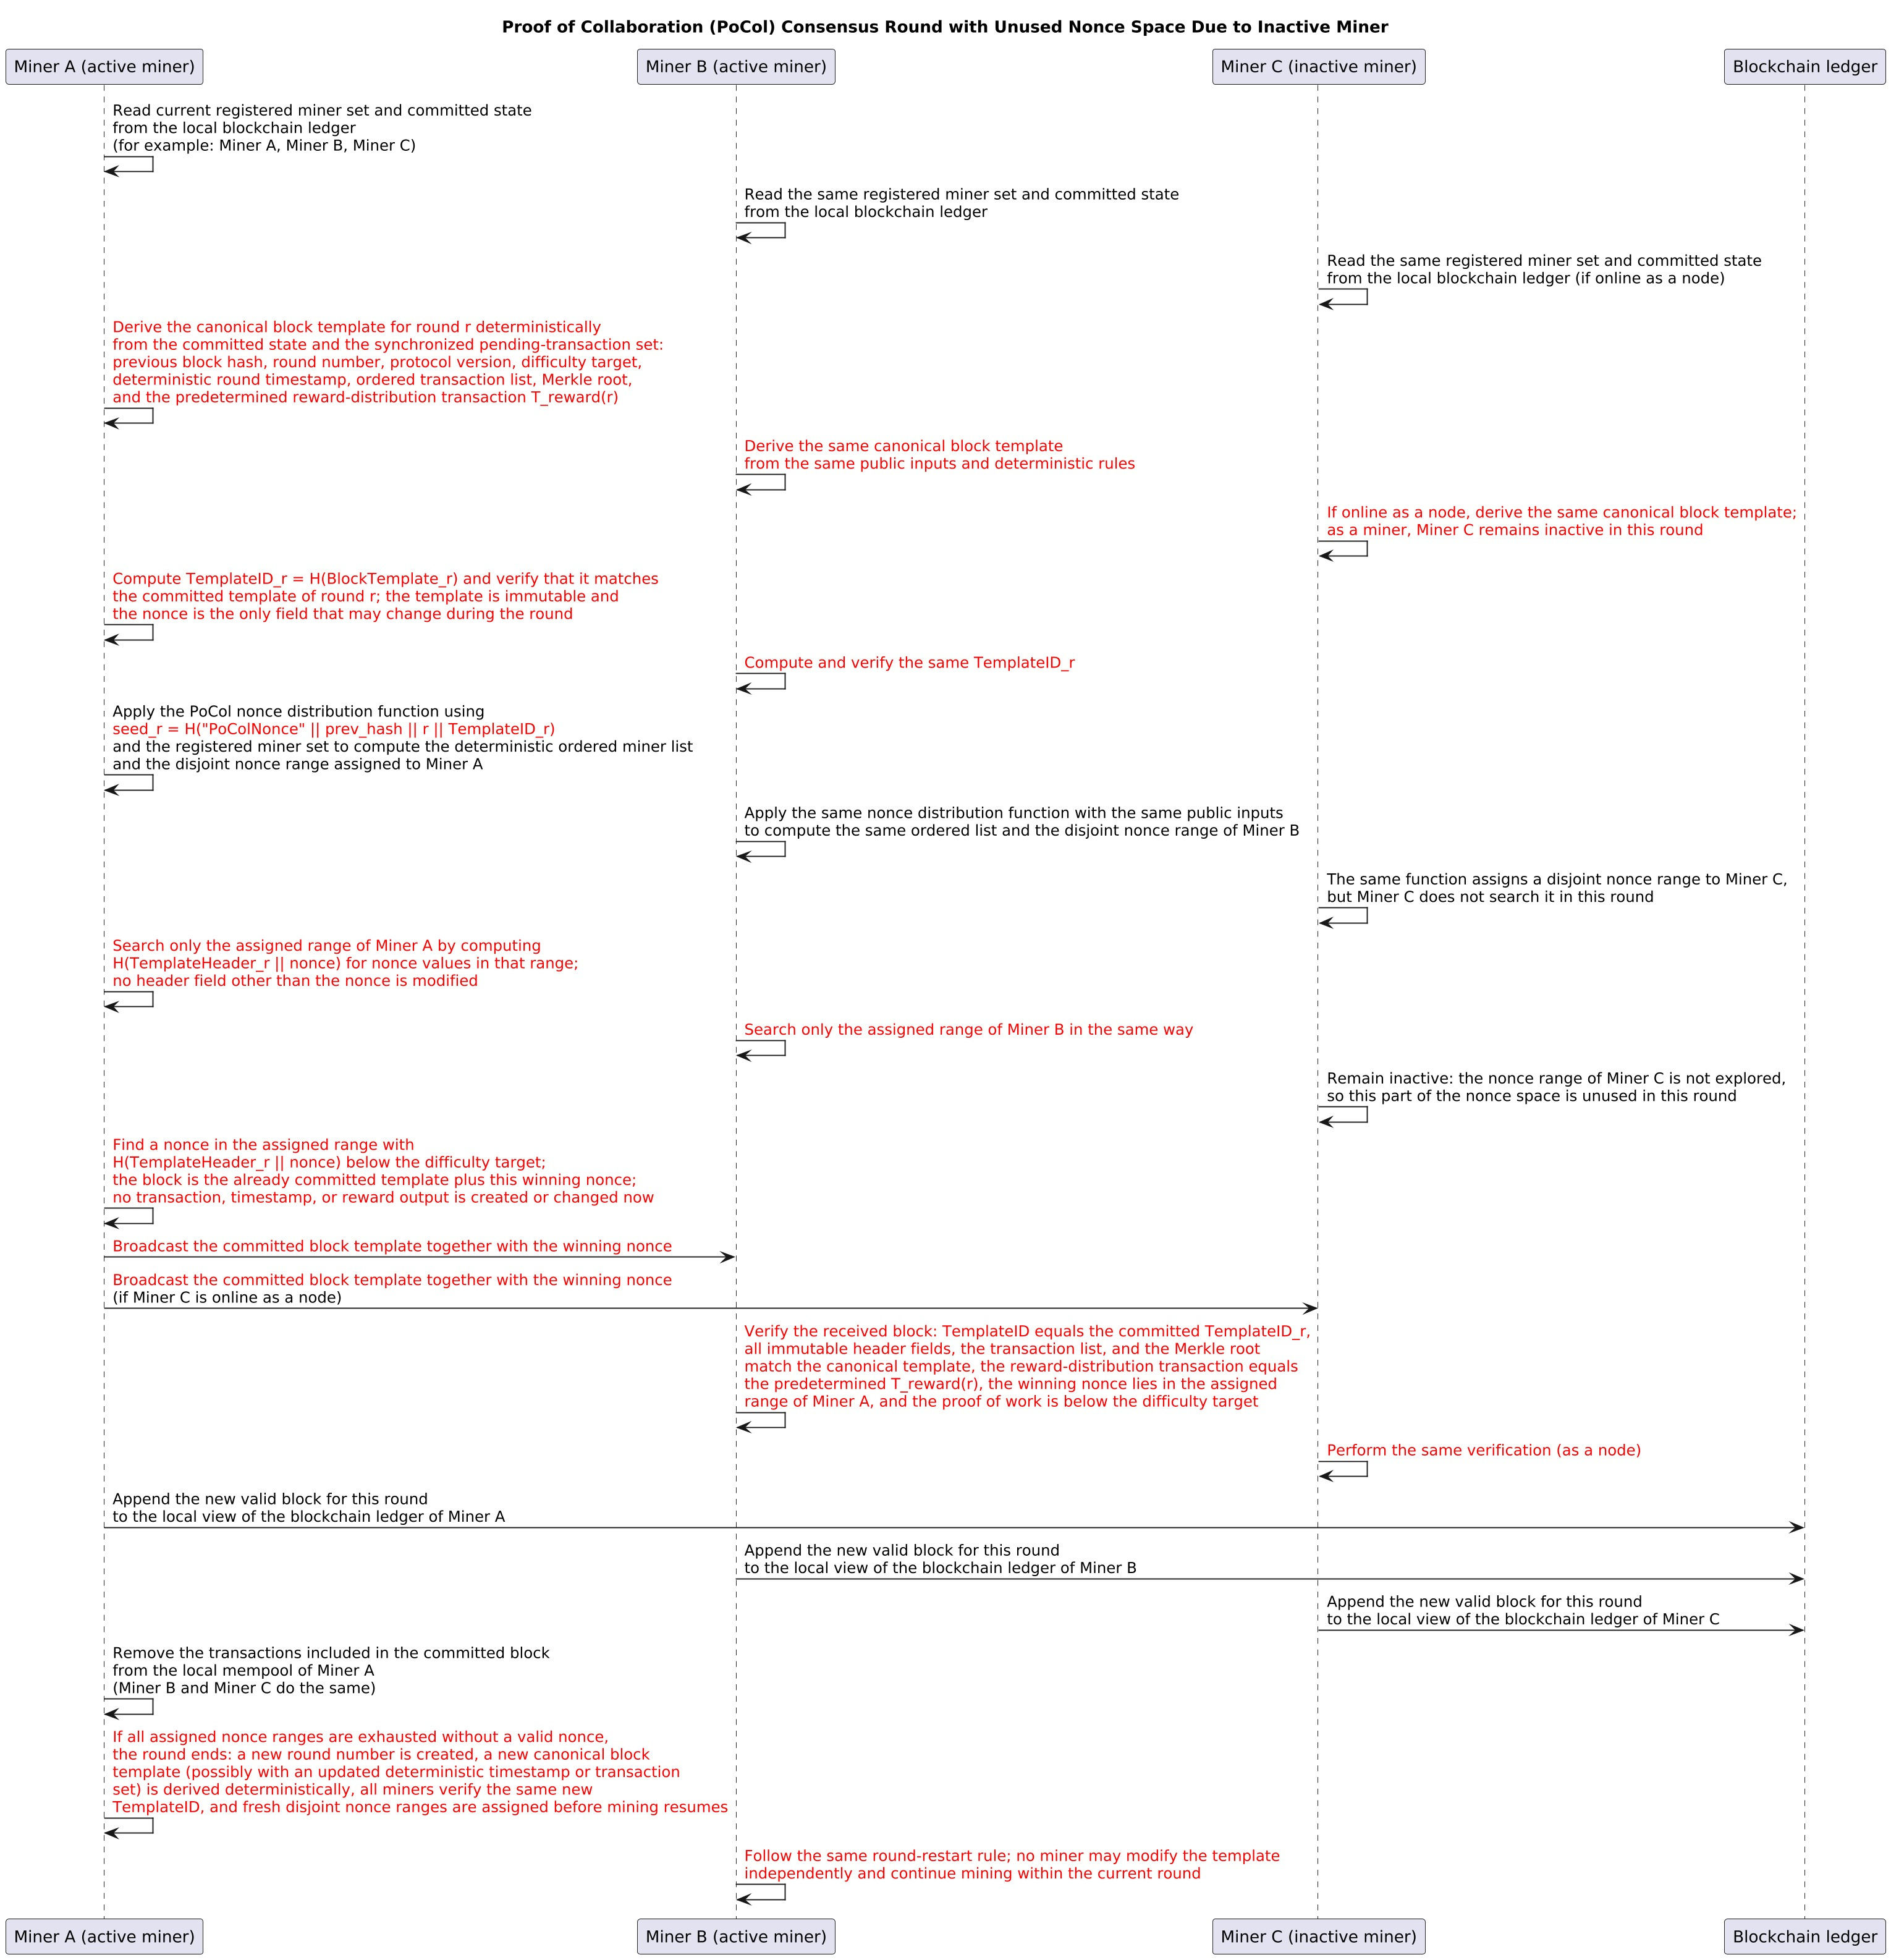 Proof of Collaboration (PoCol) Consensus Round with Unused Nonce Space Due to Inactive Miner
Miner A (active miner)
Miner B (active miner)
Miner C (inactive miner)
Blockchain ledger
Read current registered miner set and committed state
from the local blockchain ledger
(for example: Miner A, Miner B, Miner C)
Read the same registered miner set and committed state
from the local blockchain ledger
Read the same registered miner set and committed state
from the local blockchain ledger (if online as a node)
Derive the canonical block template for round r deterministically
from the committed state and the synchronized pending-transaction set:
previous block hash, round number, protocol version, difficulty target,
deterministic round timestamp, ordered transaction list, Merkle root,
and the predetermined reward-distribution transaction T_reward(r)
Derive the same canonical block template
from the same public inputs and deterministic rules
If online as a node, derive the same canonical block template;
as a miner, Miner C remains inactive in this round
Compute TemplateID_r = H(BlockTemplate_r) and verify that it matches
the committed template of round r; the template is immutable and
the nonce is the only field that may change during the round
Compute and verify the same TemplateID_r
Apply the PoCol nonce distribution function using
seed_r = H("PoColNonce" || prev_hash || r || TemplateID_r)
and the registered miner set to compute the deterministic ordered miner list
and the disjoint nonce range assigned to Miner A
Apply the same nonce distribution function with the same public inputs
to compute the same ordered list and the disjoint nonce range of Miner B
The same function assigns a disjoint nonce range to Miner C,
but Miner C does not search it in this round
Search only the assigned range of Miner A by computing
H(TemplateHeader_r || nonce) for nonce values in that range;
no header field other than the nonce is modified
Search only the assigned range of Miner B in the same way
Remain inactive: the nonce range of Miner C is not explored,
so this part of the nonce space is unused in this round
Find a nonce in the assigned range with
H(TemplateHeader_r || nonce) below the difficulty target;
the block is the already committed template plus this winning nonce;
no transaction, timestamp, or reward output is created or changed now
Broadcast the committed block template together with the winning nonce
Broadcast the committed block template together with the winning nonce
(if Miner C is online as a node)
Verify the received block: TemplateID equals the committed TemplateID_r,
all immutable header fields, the transaction list, and the Merkle root
match the canonical template, the reward-distribution transaction equals
the predetermined T_reward(r), the winning nonce lies in the assigned
range of Miner A, and the proof of work is below the difficulty target
Perform the same verification (as a node)
Append the new valid block for this round
to the local view of the blockchain ledger of Miner A
Append the new valid block for this round
to the local view of the blockchain ledger of Miner B
Append the new valid block for this round
to the local view of the blockchain ledger of Miner C
Remove the transactions included in the committed block
from the local mempool of Miner A
(Miner B and Miner C do the same)
If all assigned nonce ranges are exhausted without a valid nonce,
the round ends: a new round number is created, a new canonical block
template (possibly with an updated deterministic timestamp or transaction
set) is derived deterministically, all miners verify the same new
TemplateID, and fresh disjoint nonce ranges are assigned before mining resumes
Follow the same round-restart rule; no miner may modify the template
independently and continue mining within the current round
Miner A (active miner)
Miner B (active miner)
Miner C (inactive miner)
Blockchain ledger